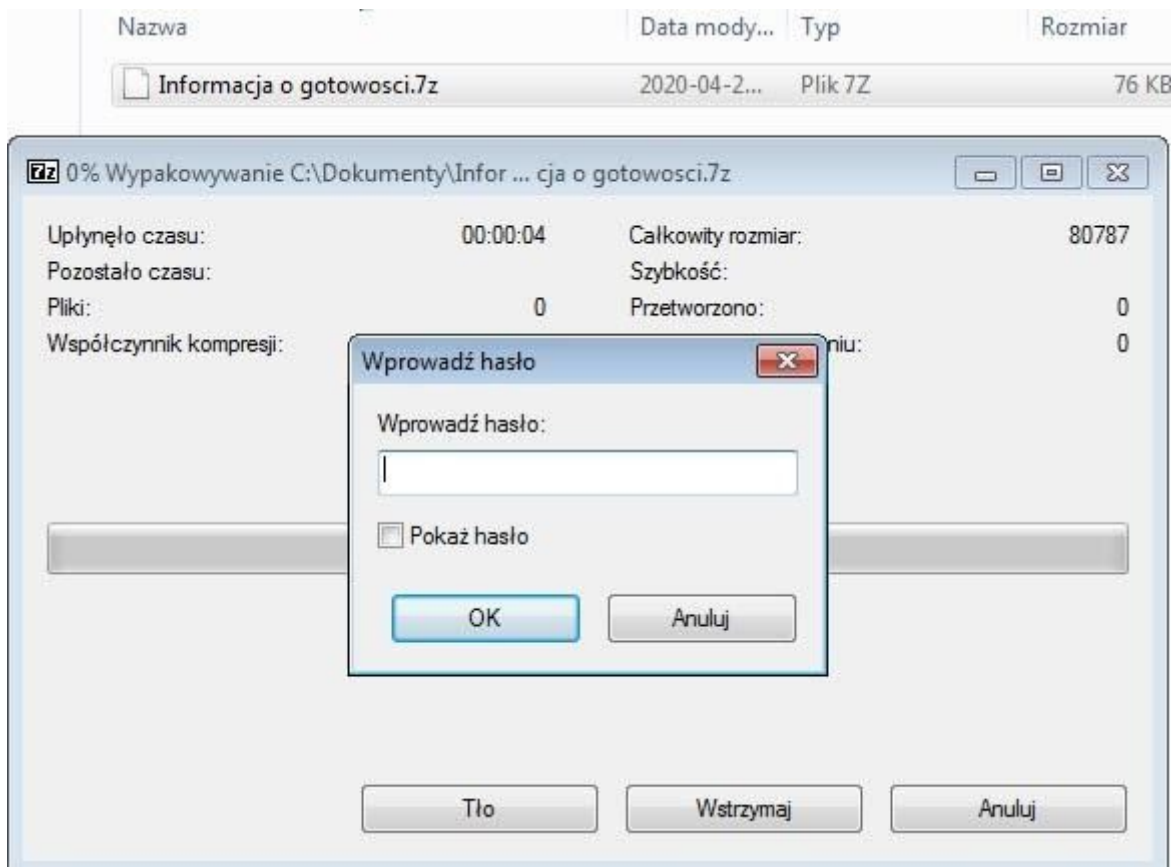 Nazwa Data mody... Typ Rozmiar
Informacja o gotowosci.7z 2020-04-2... Plik 7Z 76 KB
7z 0% Wypakowywanie C:\Dokumenty\Infor ... cja o gotowosci.7z
Upłynęło czasu: 00:00:04 Całkowity rozmiar: 80787
Pozostało czasu: Szybkość:
Pliki: 0 Przetworzono: 0
Współczynnik kompresji: niu: 0
Wprowadź hasło
Wprowadź hasło:
Pokaż hasło
OK Anuluj
Tło Wstrzymaj Anuluj